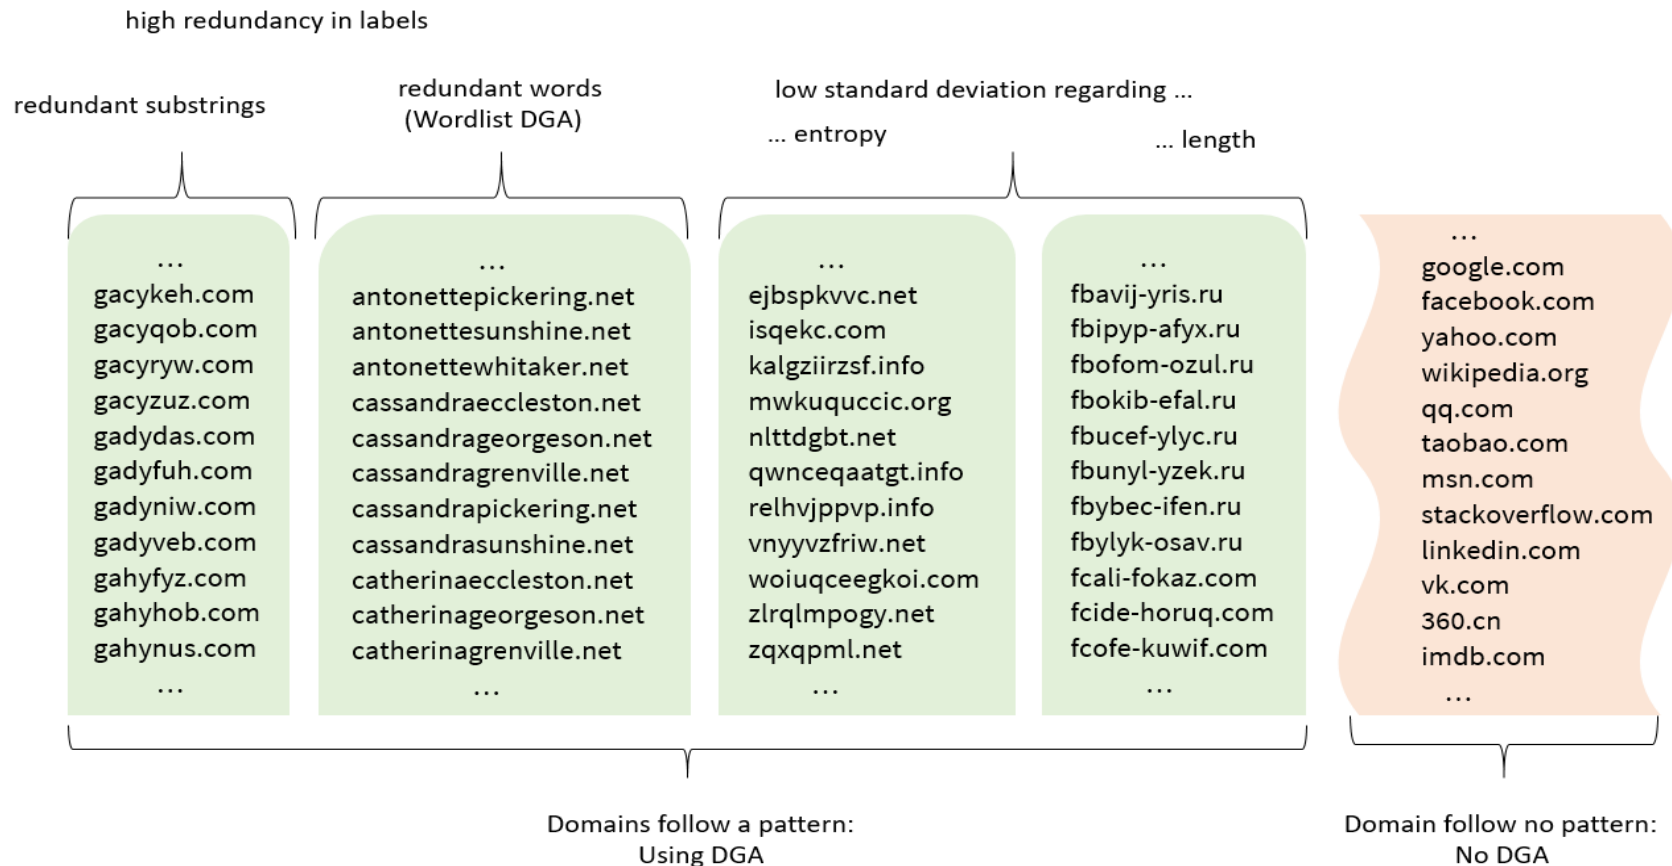 high redundancy in labels
redundant substrings
redundant words
(Wordlist DGA)
low standard deviation regarding ...
... entropy
... length
...
gacykeh.com
gacyqob.com
gacyryw.com
gacyzuz.com
gadydas.com
gadyfuh.com
gadyniw.com
gadyveb.com
gahyfyz.com
gahyhob.com
gahynus.com
...
...
antonettepickering.net
antonettesunshine.net
antonettewhitaker.net
cassandraeccleston.net
cassandrageorgeson.net
cassandragrenville.net
cassandrapickering.net
cassandrasunshine.net
catherinaeccleston.net
catherinageorgeson.net
catherinagrenville.net
...
...
ejbspkvvc.net
isqekc.com
kalgziirzsf.info
mwkuquccic.org
nlttdgbt.net
qwnceqaatgt.info
relhvjppvp.info
vnyyvzfriw.net
woiuqceegkoi.com
zlrqlmpogy.net
zqxqpml.net
...
...
fbavij-yris.ru
fbipyp-afyx.ru
fbofom-ozul.ru
fbokib-efal.ru
fbucef-ylyc.ru
fbunyl-yzek.ru
fbybec-ifen.ru
fbylyk-osav.ru
fcali-fokaz.com
fcide-horuq.com
fcofe-kuwif.com
...
...
google.com
facebook.com
yahoo.com
wikipedia.org
qq.com
taobao.com
msn.com
stackoverflow.com
linkedin.com
vk.com
360.cn
imdb.com
...
Domains follow a pattern:
Using DGA
Domain follow no pattern:
No DGA